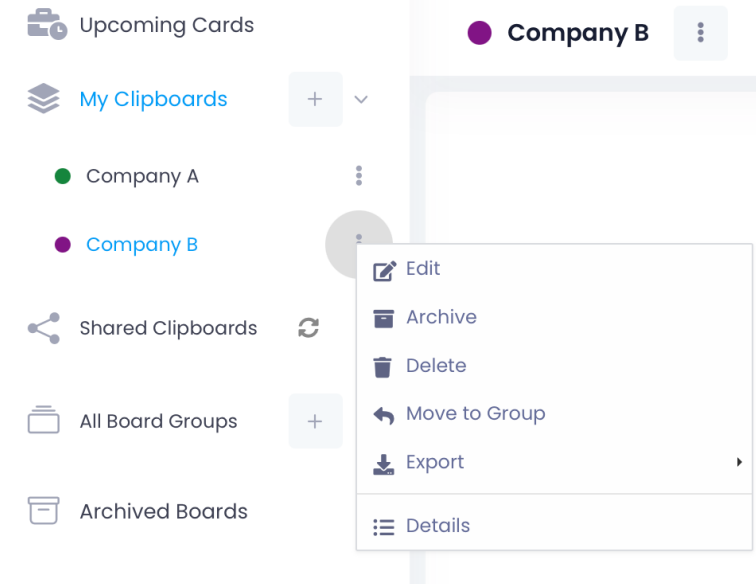 Upcoming Cards
Company B
My Clipboards
Company A
Company B
Edit
Archive
Delete
Move to Group
Export
Details
Shared Clipboards
All Board Groups
Archived Boards